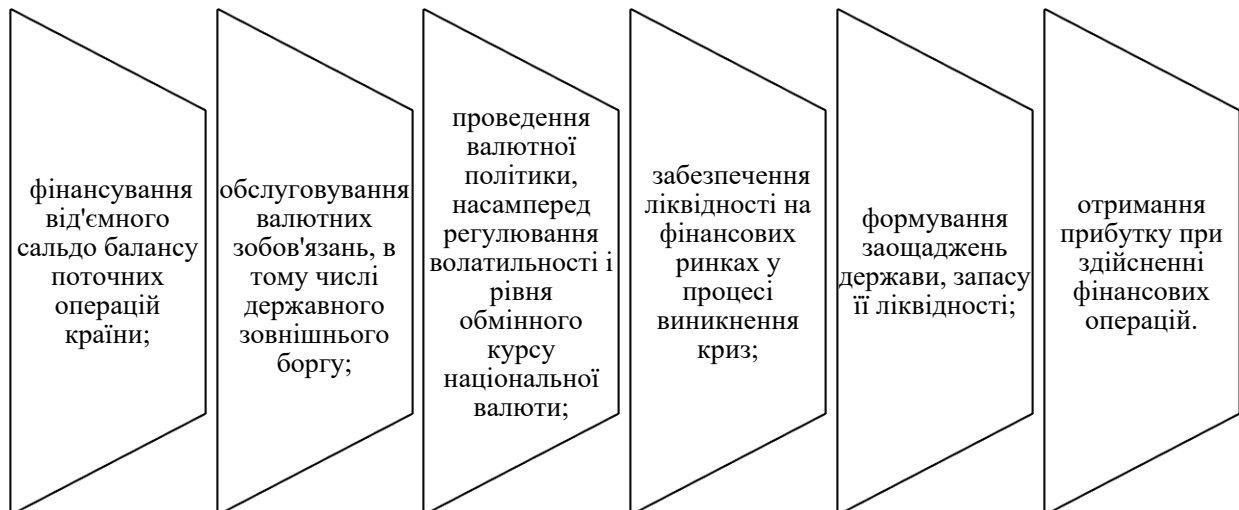 фінансування
від'ємного
сальдо балансу
поточних
операцій
країни;
обслуговування
валютних
зобов'язань, в
тому числі
державного
зовнішнього
боргу;
проведення
валютної
політики,
насамперед
регулювання
волатильності і
рівня
обмінного
курсу
національної
валюти;
забезпечення
ліквідності на
фінансових
ринках у
процесі
виникнення
криз;
формування
заощаджень
держави, запасу
її ліквідності;
отримання
прибутку при
здійсненні
фінансових
операцій.